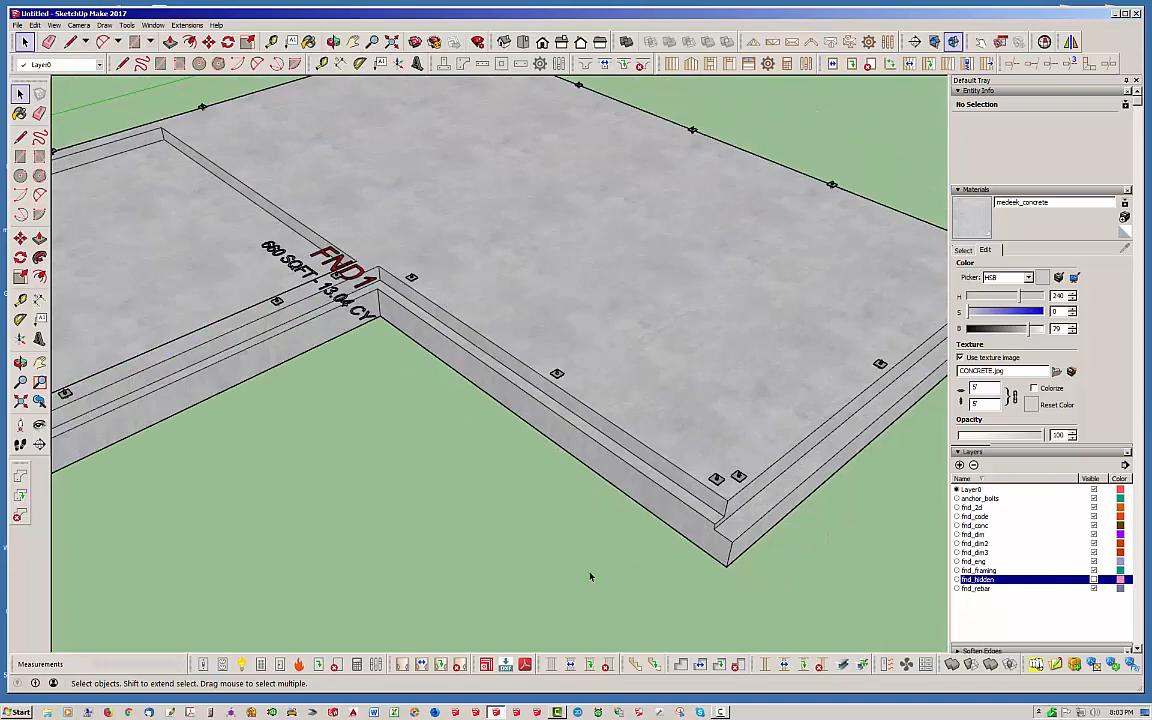 Untitled - SketchUp Make 2017
File Edit View Camera Draw Tools Window Extensions Help
Layer0
Default Tray
Entity Info
No Selection
Materials
medeek_concrete
Select Edit
Color
Picker: HSB
H 240
S 0
B 79
Texture
Use texture image
CONCRETE.jpg
5'
Colorize
5'
Reset Color
Opacity
100
Layers
Name Visible Color
Layer0
anchor_bolts
fnd_2d
fnd_code
fnd_conc
fnd_dim
fnd_dim2
fnd_dim3
fnd_eng
fnd_framing
fnd_hidden
fnd_rebar
Soften Edges
FND1
660 SQFT - 13.04 CY
Measurements
Select objects. Shift to extend select. Drag mouse to select multiple.
Start
8:03 PM